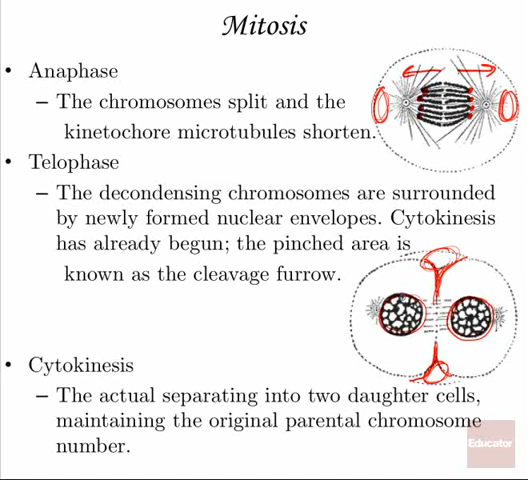 Mitosis
• Anaphase
– The chromosomes split and the
kinetochore microtubules shorten.
• Telophase
– The decondensing chromosomes are surrounded
by newly formed nuclear envelopes. Cytokinesis
has already begun; the pinched area is
known as the cleavage furrow.
• Cytokinesis
– The actual separating into two daughter cells,
maintaining the original parental chromosome
number.
Educator